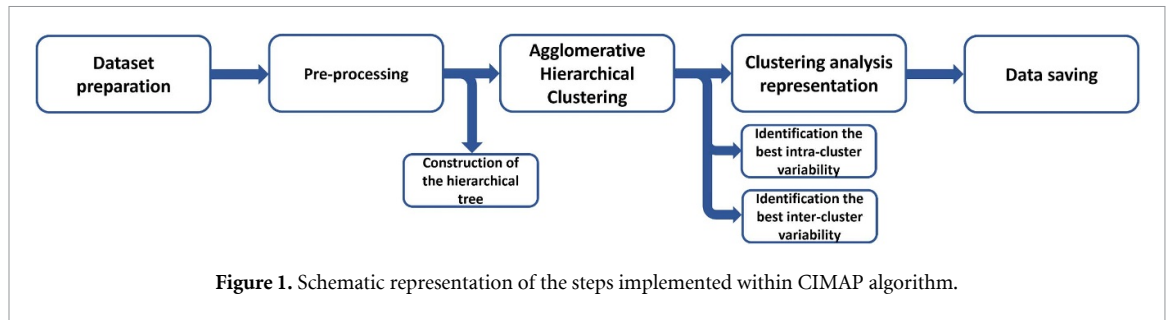 Dataset
preparation
Pre-processing
Agglomerative
Hierarchical
Clustering
Clustering analysis
representation
Data saving
Construction of
the hierarchical
tree
Identification the
best intra-cluster
variability
Identification the
best inter-cluster
variability
Figure 1. Schematic representation of the steps implemented within CIMAP algorithm.